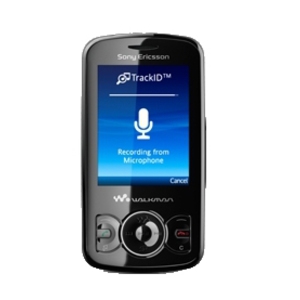 Sony Ericsson
TrackID™
Recording from
Microphone
Cancel
WALKMAN
C